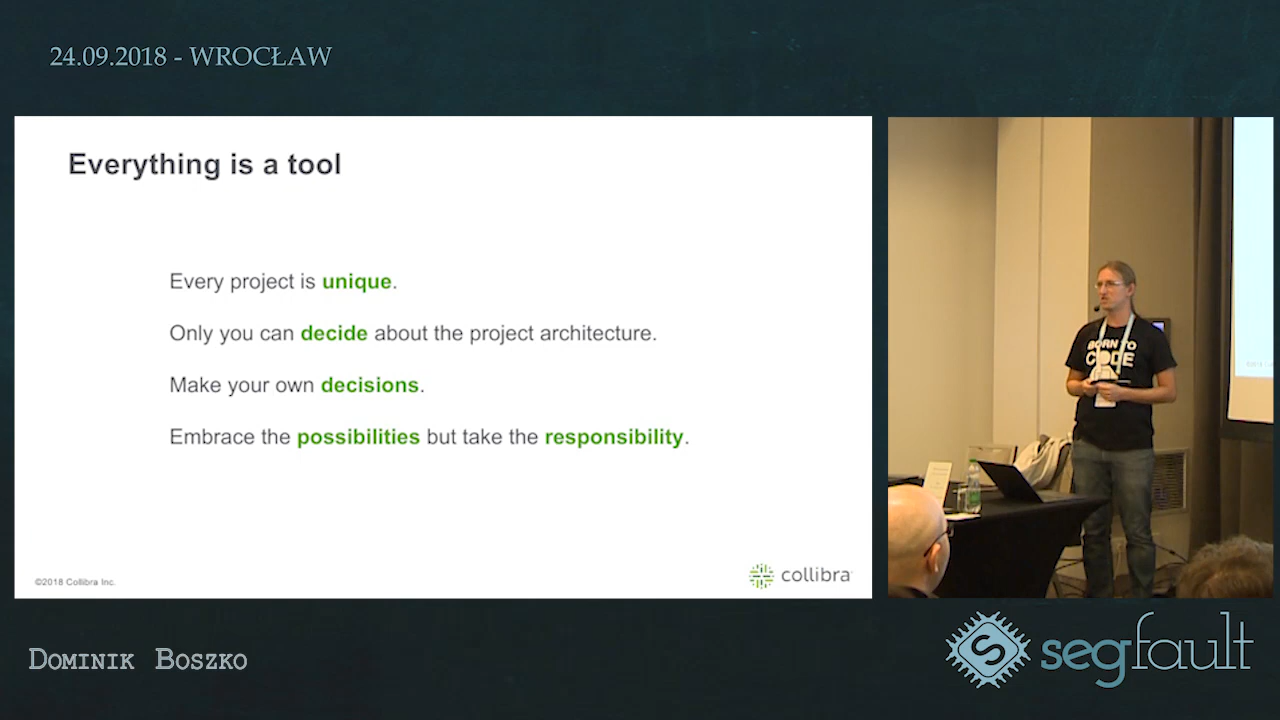 24.09.2018 - WROCŁAW
Everything is a tool
Every project is unique.
Only you can decide about the project architecture.
Make your own decisions.
Embrace the possibilities but take the responsibility.
©2018 Collibra Inc.
collibra
BORN TO
CODE
Dominik Boszko
S
segfault